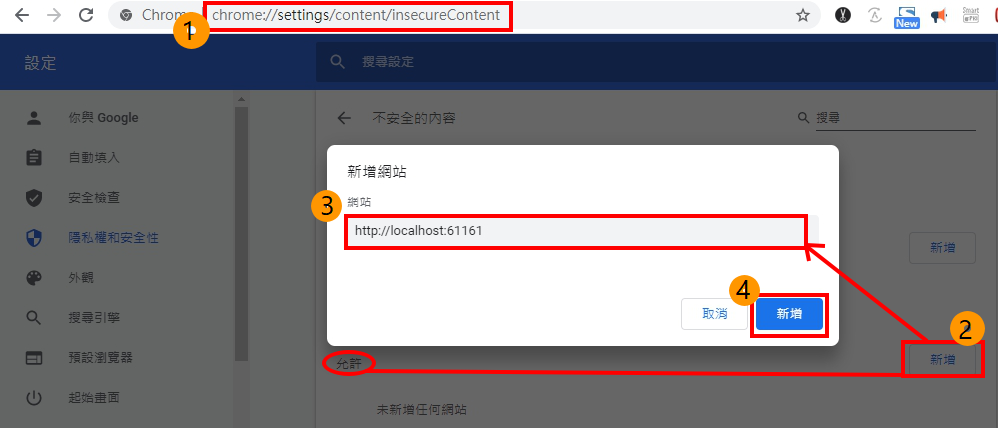 Chrome
chrome://settings/content/insecureContent
New
1
設定
搜尋設定
你與 Google
不安全的內容
搜尋
自動填入
新增網站
安全檢查
3
網站
隱私權和安全性
http://localhost:61161
新增
外觀
4
搜尋引擎
取消
新增
2
預設瀏覽器
允許
新增
起始畫面
未新增任何網站